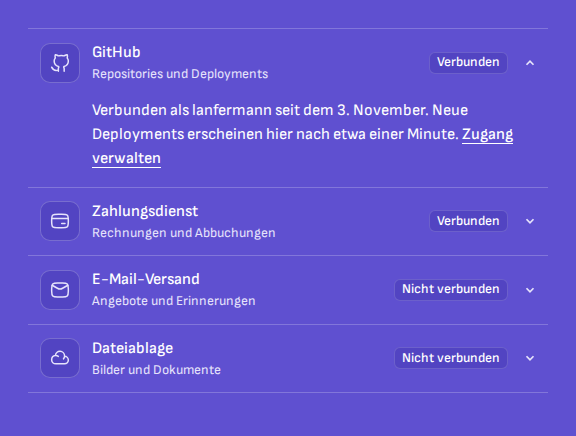 GitHub
Repositories und Deployments
Verbunden
Verbunden als lanfermann seit dem 3. November. Neue
Deployments erscheinen hier nach etwa einer Minute. Zugang
verwalten
Zahlungsdienst
Rechnungen und Abbuchungen
Verbunden
E-Mail-Versand
Angebote und Erinnerungen
Nicht verbunden
Dateiablage
Bilder und Dokumente
Nicht verbunden